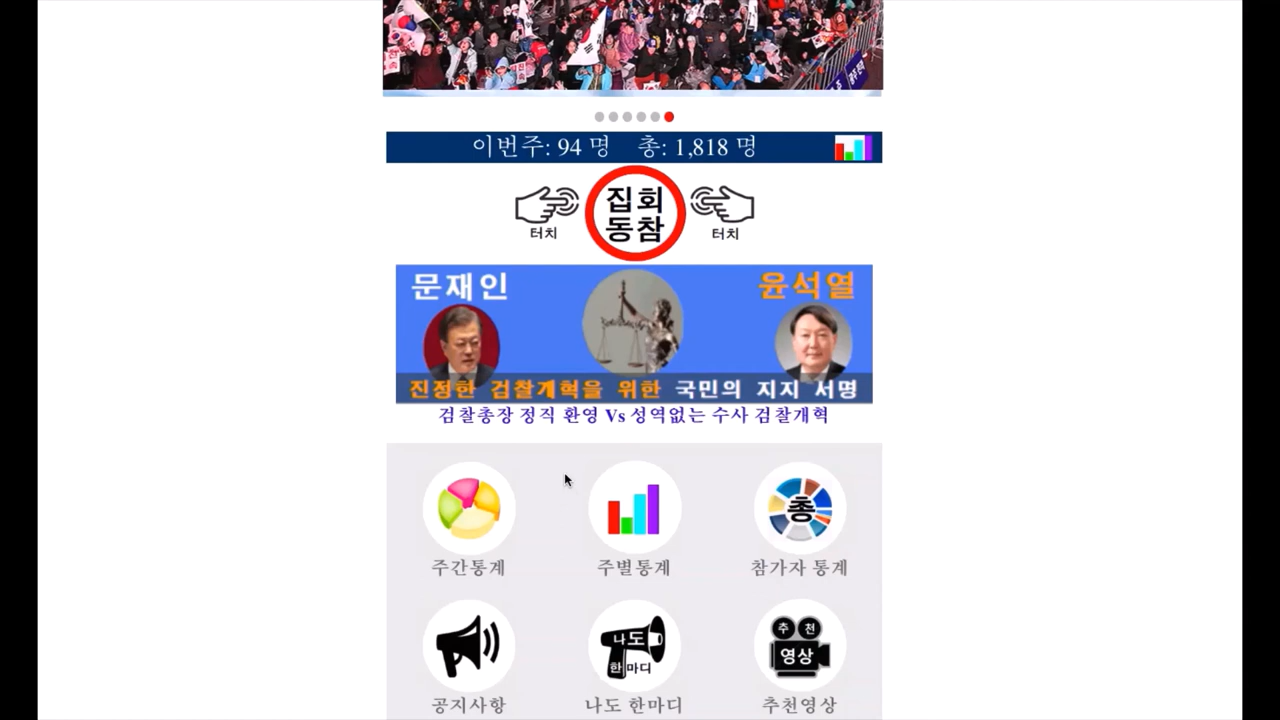 이번주: 94 명 총: 1,818 명
집회
동참
터치
터치
문재인
윤석열
진정한 검찰개혁을 위한 국민의 지지 서명
검찰총장 정직 환영 Vs 성역없는 수사 검찰개혁
총
주간통계
주별통계
참가자 통계
나도
한마디
추천
영상
공지사항
나도 한마디
추천영상